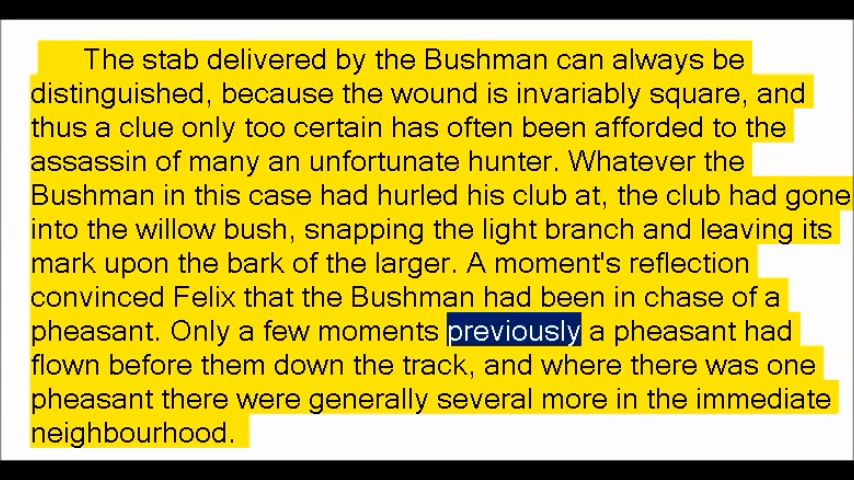 The stab delivered by the Bushman can always be
distinguished, because the wound is invariably square, and
thus a clue only too certain has often been afforded to the
assassin of many an unfortunate hunter. Whatever the
Bushman in this case had hurled his club at, the club had gone
into the willow bush, snapping the light branch and leaving its
mark upon the bark of the larger. A moment's reflection
convinced Felix that the Bushman had been in chase of a
pheasant. Only a few moments previously a pheasant had
flown before them down the track, and where there was one
pheasant there were generally several more in the immediate
neighbourhood.